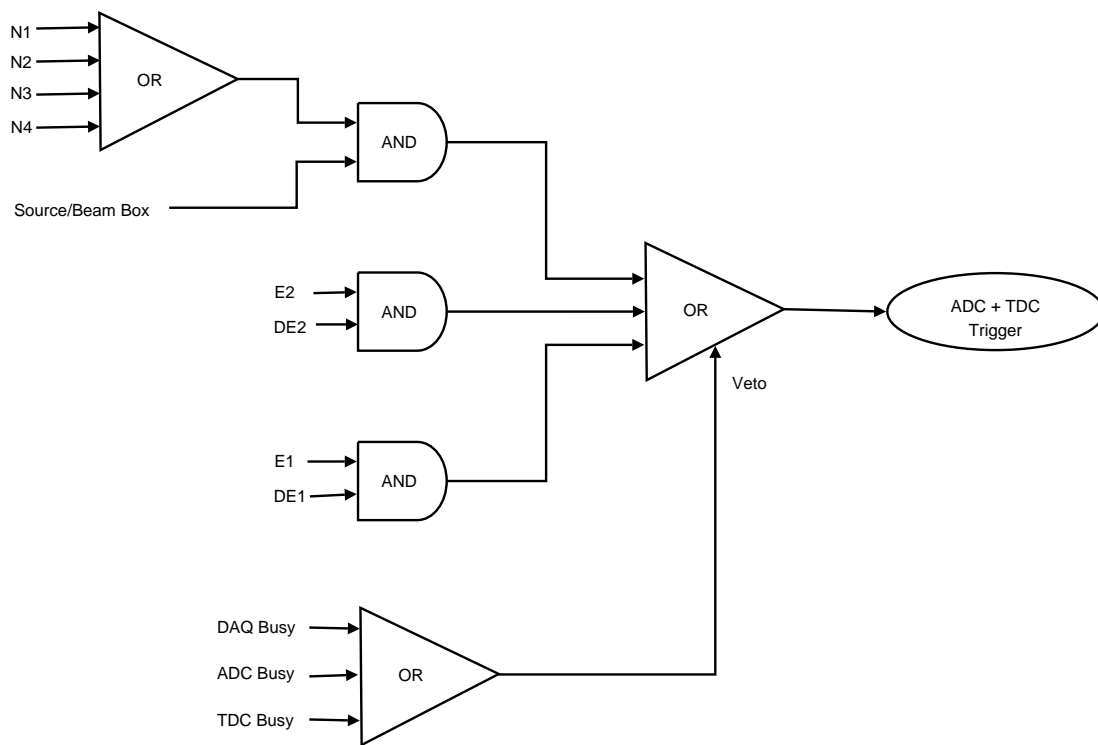 N1
N2
N3
N4
OR
AND
Source/Beam Box
E2
DE2
AND
OR
ADC + TDC
Trigger
Veto
E1
DE1
AND
DAQ Busy
ADC Busy
TDC Busy
OR